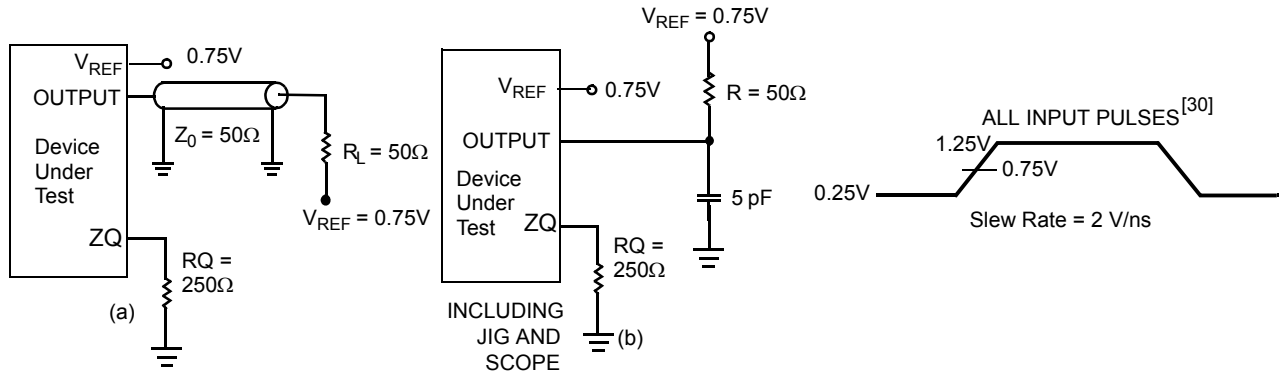 V_REF 0.75V
OUTPUT
Z₀ = 50Ω
Device
Under
Test
R_L = 50Ω
V_REF = 0.75V
ZQ
RQ =
250Ω
(a)
V_REF = 0.75V
R = 50Ω
V_REF 0.75V
OUTPUT
Device
Under
Test
5 pF
ZQ
RQ =
250Ω
INCLUDING
JIG AND
SCOPE
(b)
ALL INPUT PULSES[30]
1.25V
0.75V
0.25V
Slew Rate = 2 V/ns